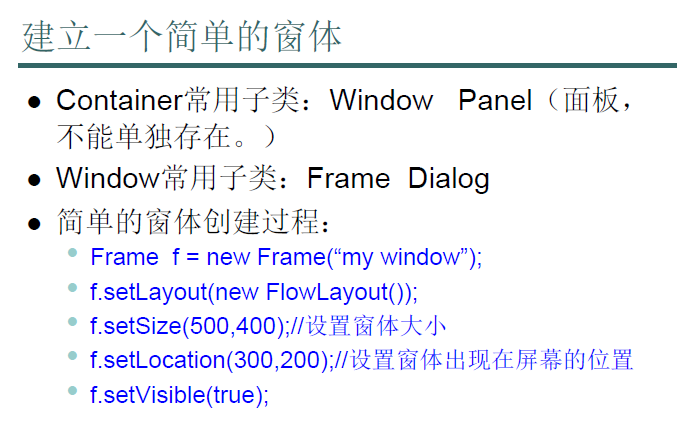 建立一个简单的窗体
Container常用子类：Window Panel（面板，
不能单独存在。）
Window常用子类：Frame Dialog
简单的窗体创建过程：
Frame f = new Frame(“my window”);
f.setLayout(new FlowLayout());
f.setSize(500,400);//设置窗体大小
f.setLocation(300,200);//设置窗体出现在屏幕的位置
f.setVisible(true);